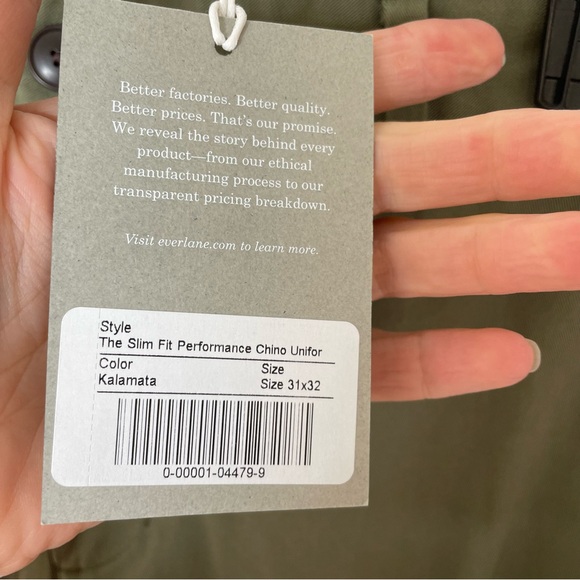 Better factories. Better quality.
Better prices. That's our promise.
We reveal the story behind every
product—from our ethical
manufacturing process to our
transparent pricing breakdown.
Visit everlane.com to learn more.
Style
The Slim Fit Performance Chino Unifor
Color Size
Kalamata Size 31x32
0-00001-04479-9